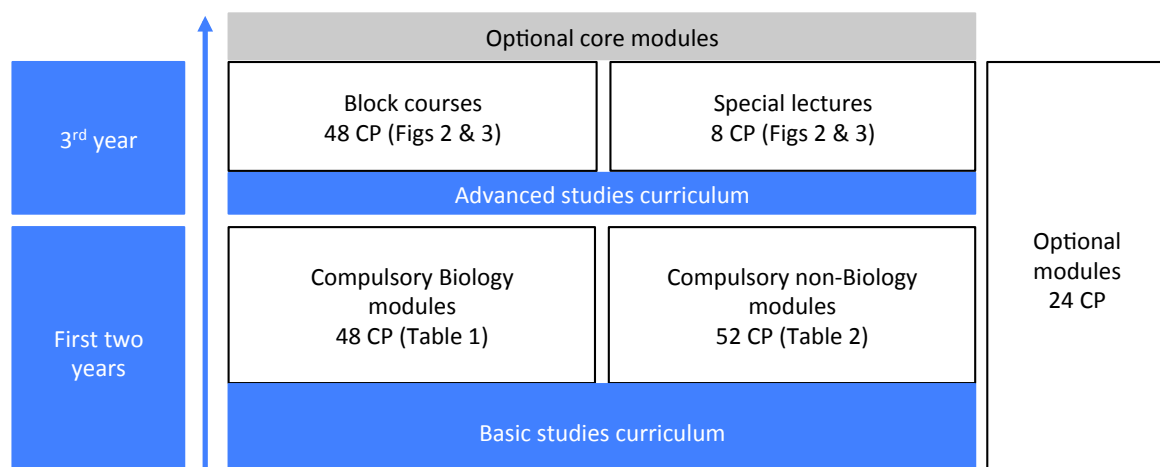 Optional core modules
3rd year
Block courses
48 CP (Figs 2 & 3)
Special lectures
8 CP (Figs 2 & 3)
Advanced studies curriculum
Optional
modules
24 CP
First two
years
Compulsory Biology
modules
48 CP (Table 1)
Compulsory non-Biology
modules
52 CP (Table 2)
Basic studies curriculum